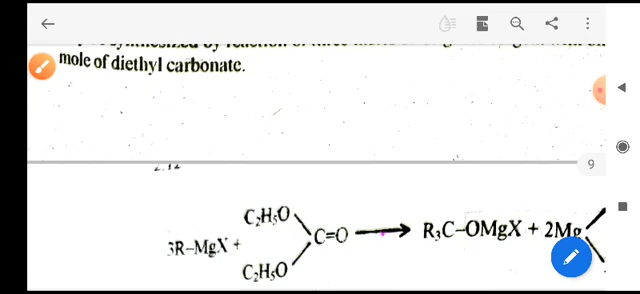 mole of diethyl carbonate.
9
C₂H₅O
3R–MgX + C=O → R₃C–OMgX + 2Mg
C₂H₅O